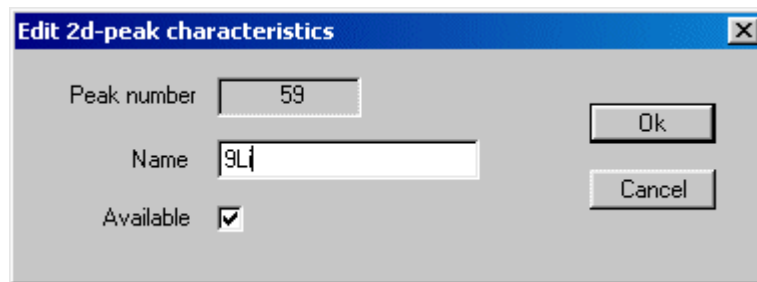 Edit 2d-peak characteristics
Peak number 59
Ok
Name 9Li
Cancel
Available